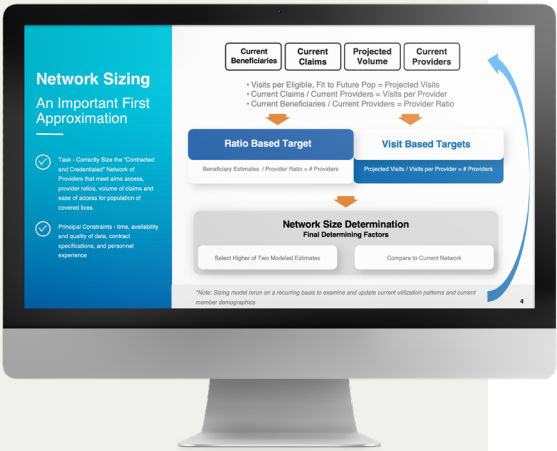 Network Sizing
An Important First
Approximation
Task - Correctly Size the "Contracted
and Credentialed" Network of
Providers that meet aims access,
provider ratios, volume of claims and
ease of access for population of
covered lives.
Principal Constraints - time, availability
and quality of data, contract
specifications, and personnel
experience
Current
Beneficiaries
Current
Claims
Projected
Volume
Current
Providers
• Visits per Eligible, Fit to Future Pop = Projected Visits
• Current Claims / Current Providers = Visits per Provider
• Current Beneficiaries / Current Providers = Provider Ratio
Ratio Based Target
Beneficiary Estimates / Provider Ratio = # Providers
Visit Based Targets
Projected Visits / Visits per Provider = # Providers
Network Size Determination
Final Determining Factors
Select Higher of Two Modeled Estimates
Compare to Current Network
*Note: Sizing model rerun on a recurring basis to examine and update current utilization patterns and current
member demographics
4